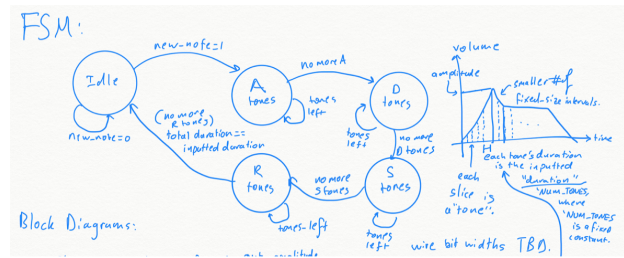 FSM:
new_note=1
Idle
new_note=0
A
tones
tones
left
no more A
D
tones
tones
left
no more
D tones
S
tones
tones
left
no more
S tones
R
tones
tones_left
(no more
R tones)
total duration==
inputted duration
volume
amplitude
smaller # of
fixed-size intervals.
time
each
slice is
a "tone".
each tone's duration
is the inputted
"duration"
NUM_TONES,
where
NUM_TONES
is a fixed
constant.
Block Diagrams:
wire bit widths TBD.
amplitude